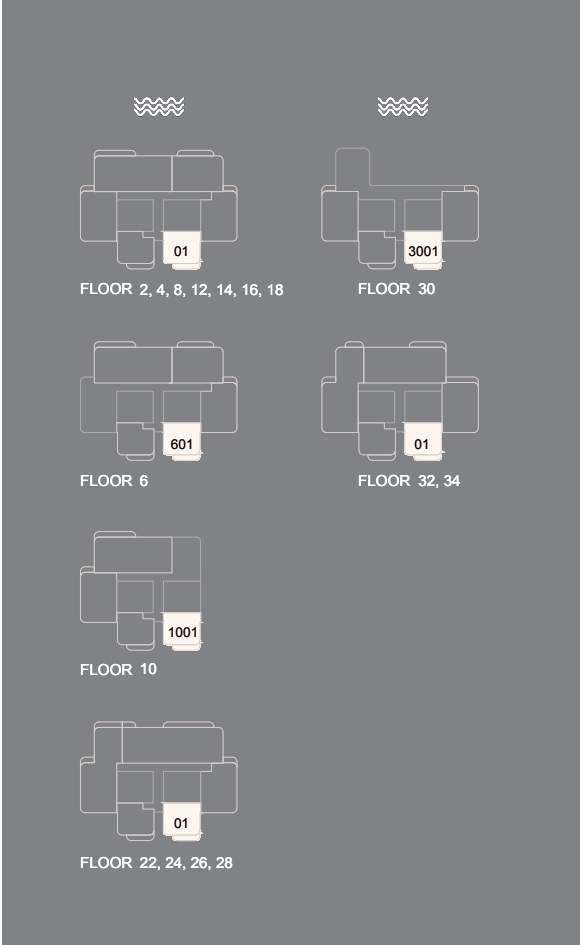 01
FLOOR 2, 4, 8, 12, 14, 16, 18
3001
FLOOR 30
601
FLOOR 6
01
FLOOR 32, 34
1001
FLOOR 10
01
FLOOR 22, 24, 26, 28